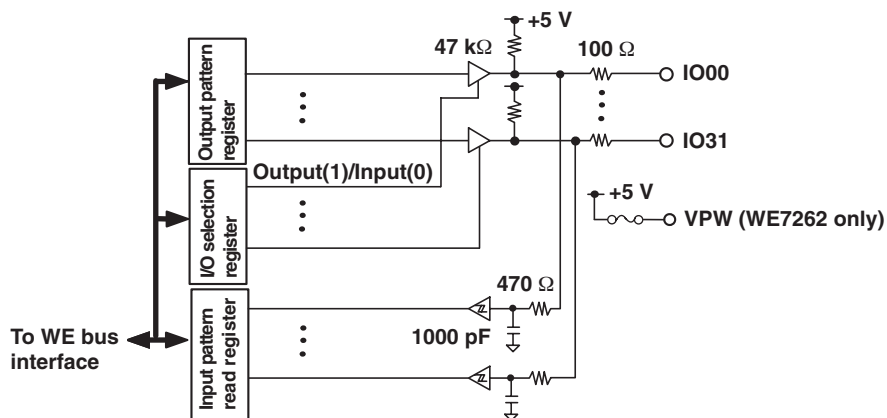 +5 V
47 kΩ
100 Ω
IO00
Output pattern
register
IO31
Output(1)/Input(0)
+5 V
I/O selection
register
VPW (WE7262 only)
470 Ω
1000 pF
To WE bus
interface
Input pattern
read register